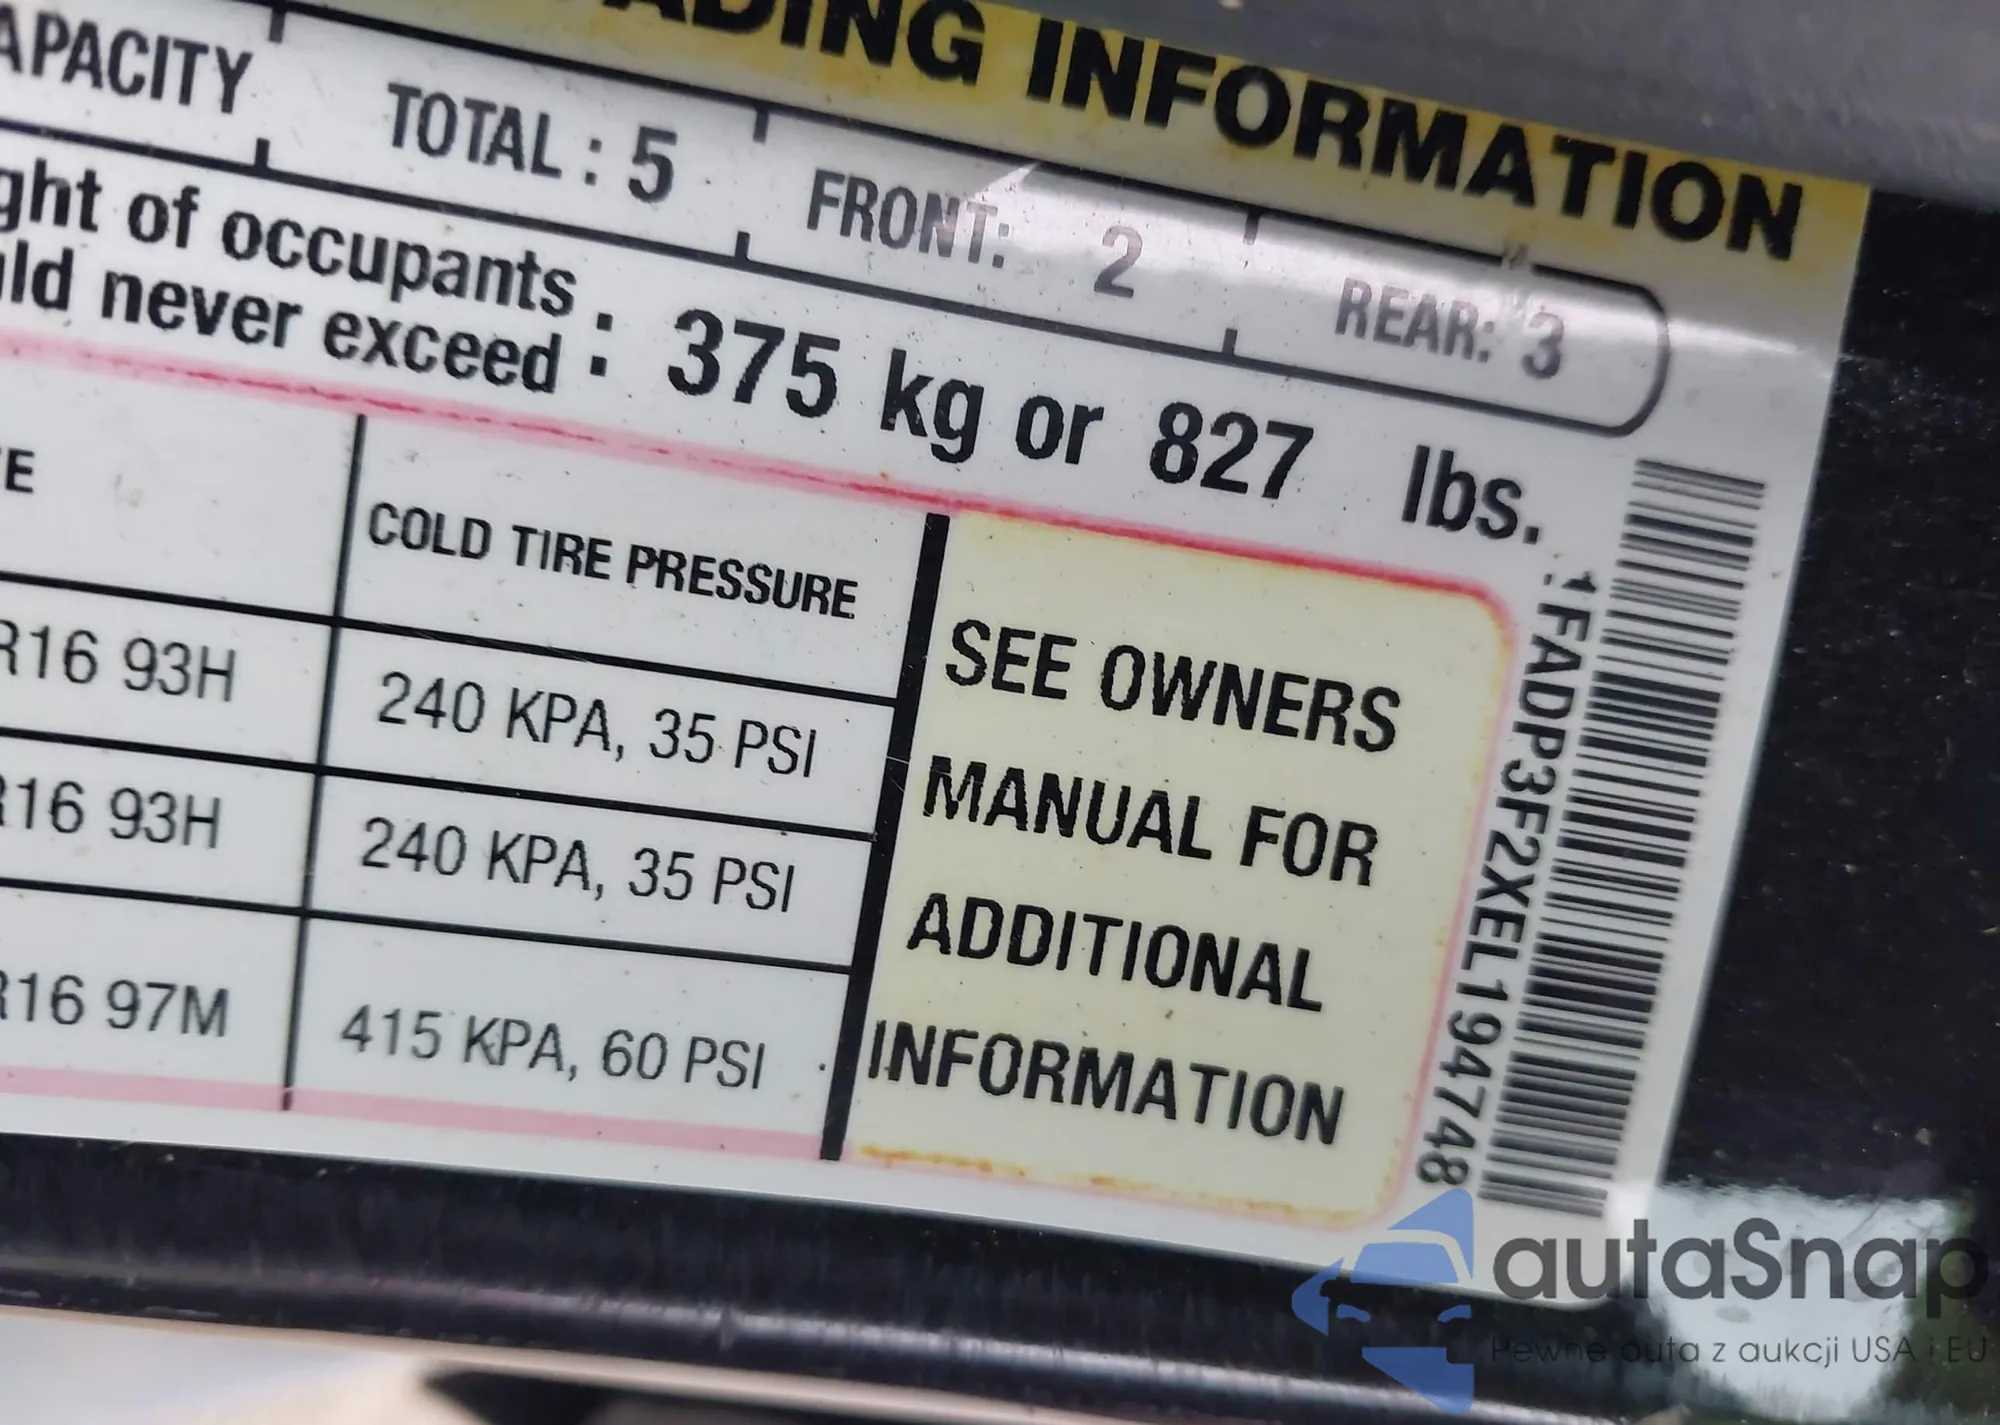 ADING INFORMATION
APACITY TOTAL : 5 FRONT: 2 REAR: 3
ght of occupants
uld never exceed : 375 kg or 827 lbs.
E COLD TIRE PRESSURE
R16 93H 240 KPA, 35 PSI
R16 93H 240 KPA, 35 PSI
R16 97M 415 KPA, 60 PSI
SEE OWNERS
MANUAL FOR
ADDITIONAL
INFORMATION
1FADP3F2XEL194748
autaSnap
Pewne auta z aukcji USA i EU